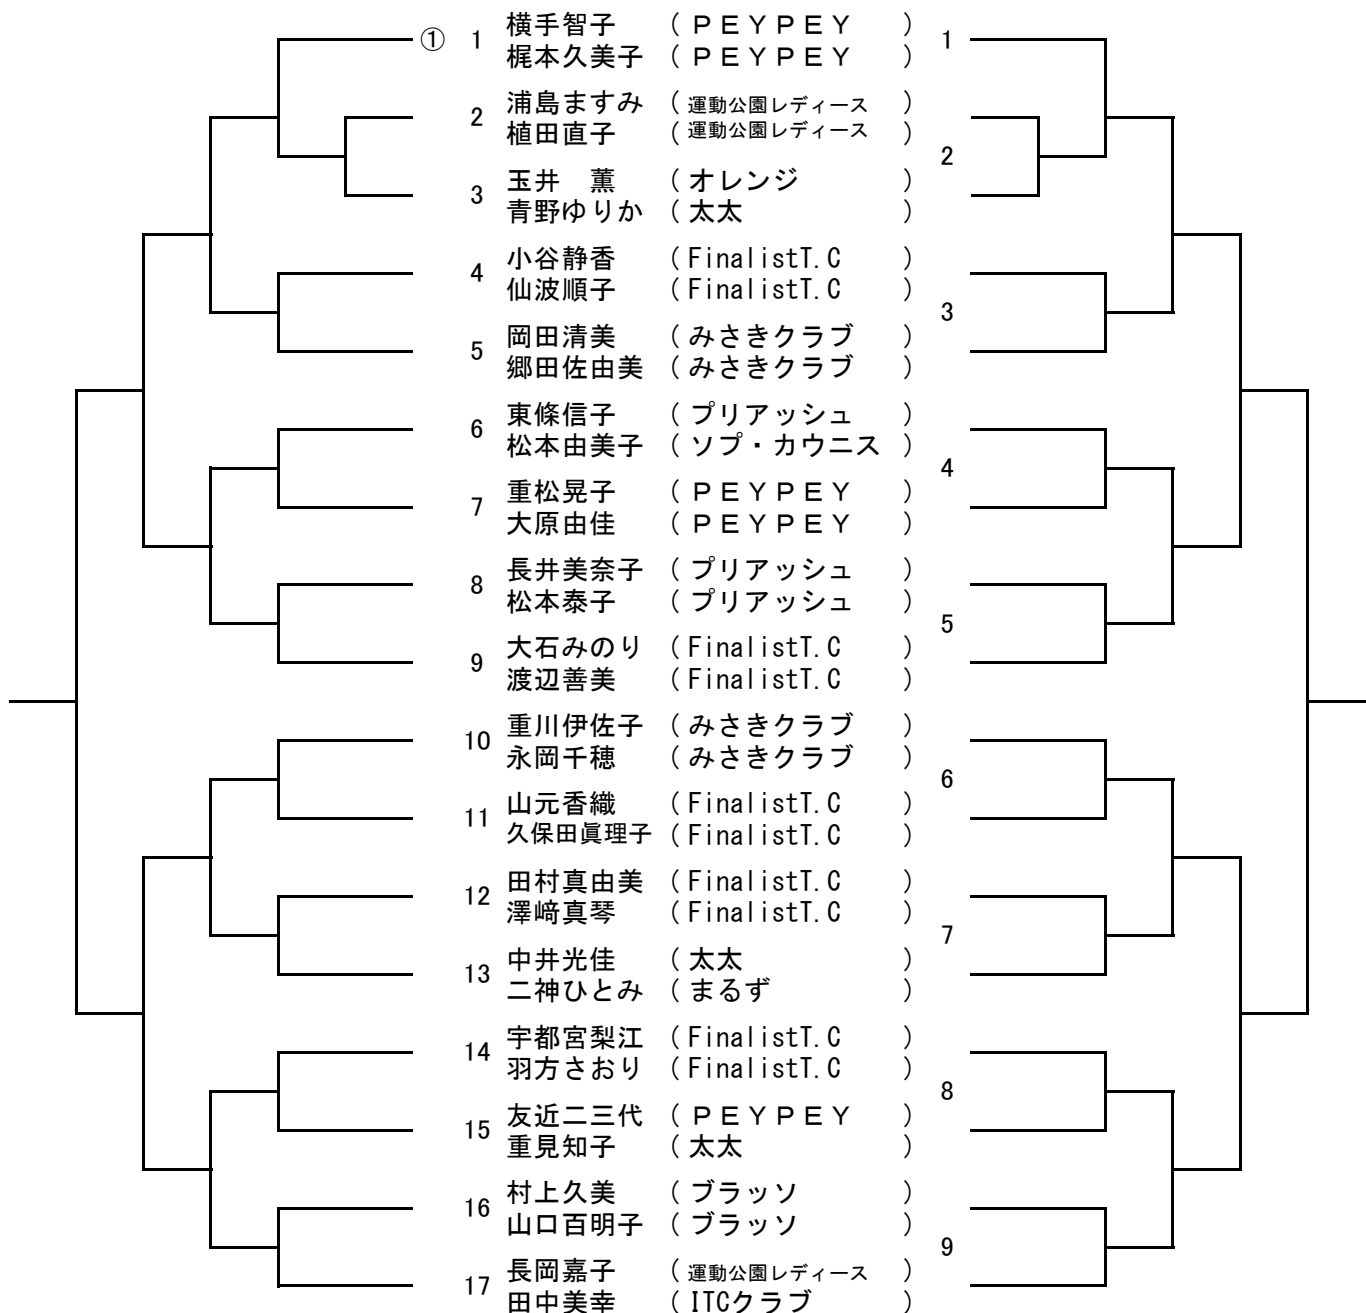 ① 1 横手智子 ( ＰＥＹＰＥＹ ) 1
梶本久美子 ( ＰＥＹＰＥＹ )
2 浦島ますみ ( 運動公園レディース )
植田直子 ( 運動公園レディース )
2
3 玉井　薫 ( オレンジ )
青野ゆりか ( 太太 )
4 小谷静香 ( FinalistT.C )
仙波順子 ( FinalistT.C )
3
5 岡田清美 ( みさきクラブ )
郷田佐由美 ( みさきクラブ )
6 東條信子 ( プリアッシュ )
松本由美子 ( ソプ・カウニス )
4
7 重松晃子 ( ＰＥＹＰＥＹ )
大原由佳 ( ＰＥＹＰＥＹ )
8 長井美奈子 ( プリアッシュ )
松本泰子 ( プリアッシュ )
5
9 大石みのり ( FinalistT.C )
渡辺善美 ( FinalistT.C )
10 重川伊佐子 ( みさきクラブ )
永岡千穂 ( みさきクラブ )
6
11 山元香織 ( FinalistT.C )
久保田眞理子 ( FinalistT.C )
12 田村真由美 ( FinalistT.C )
澤﨑真琴 ( FinalistT.C )
7
13 中井光佳 ( 太太 )
二神ひとみ ( まるず )
14 宇都宮梨江 ( FinalistT.C )
羽方さおり ( FinalistT.C )
8
15 友近二三代 ( ＰＥＹＰＥＹ )
重見知子 ( 太太 )
16 村上久美 ( ブラッソ )
山口百明子 ( ブラッソ )
9
17 長岡嘉子 ( 運動公園レディース )
田中美幸 ( ITCクラブ )